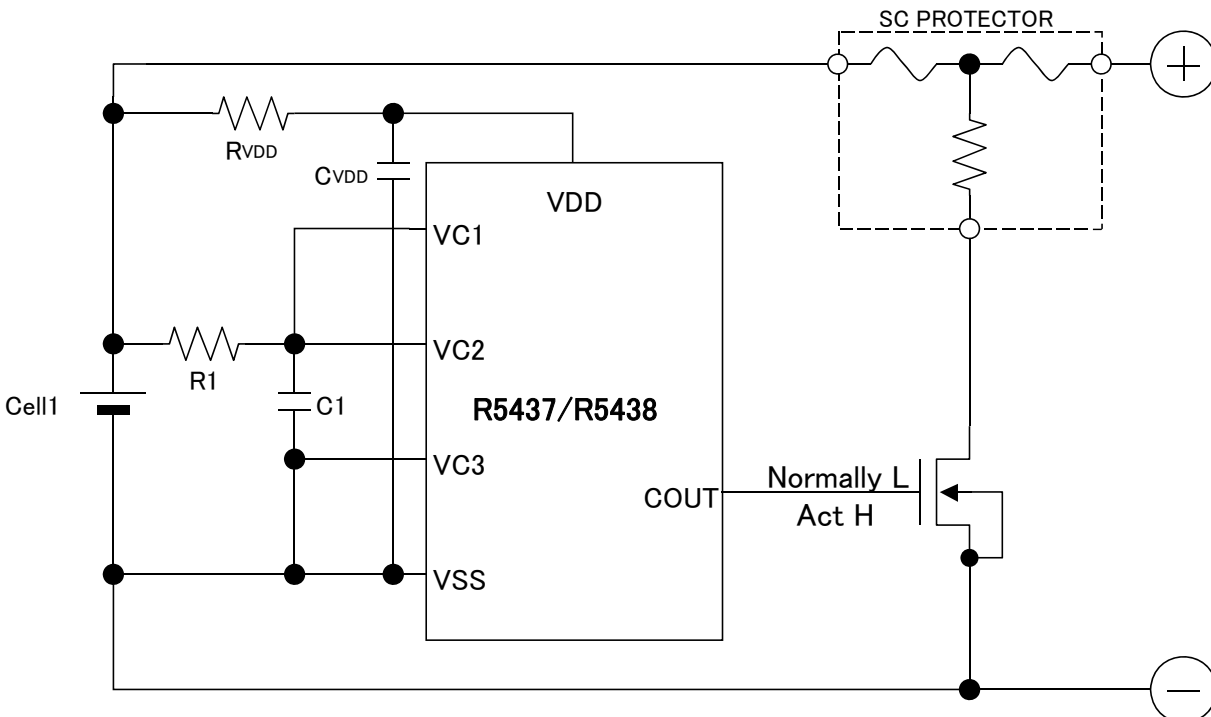 SC PROTECTOR
+
RVDD
CVDD
VDD
VC1
VC2
R1
Cell1
C1
R5437/R5438
VC3
COUT
Normally L
Act H
VSS
−